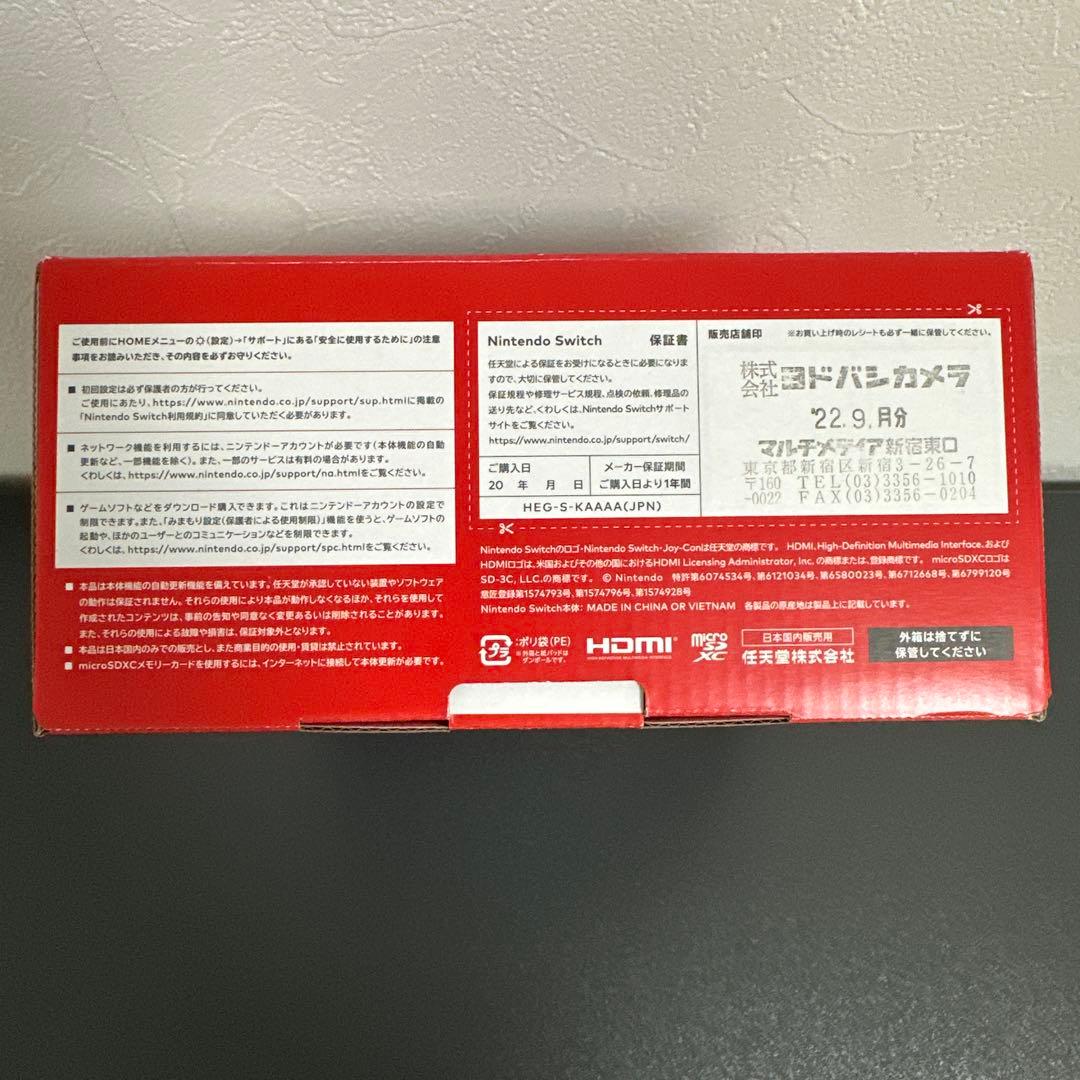 ご使用前にHOMEメニューの(設定)→「サポート」にある「安全に使用するために」の注意
事項をお読みいただき、その内容を必ずお守りください。
■ 初回設定は必ず保護者の方が行ってください。
ご使用にあたり、https://www.nintendo.co.jp/support/sup.htmlに掲載の
「Nintendo Switch利用規約」に同意していただく必要があります。
■ ネットワーク機能を利用するには、ニンテンドーアカウントが必要です(本体機能の自動
更新など、一部機能を除く)。また、一部のサービスは有料の場合があります。
くわしくは、https://www.nintendo.co.jp/support/na.htmlをご覧ください。
■ ゲームソフトなどをダウンロード購入できます。これはニンテンドーアカウントの設定で
制限できます。また、「みまもり設定(保護者による使用制限)」機能を使うと、ゲームソフトの
起動や、ほかのユーザーとのコミュニケーションなどを制限できます。
くわしくは、https://www.nintendo.co.jp/support/spc.htmlをご覧ください。
■ 本品は本体機能の自動更新機能を備えています。任天堂が承認していない装置やソフトウェア
の動作は保証されません。それらの使用により本品が動作しなくなるほか、それらを使用して
作成されたコンテンツは、事前の告知や同意なく変更あるいは削除されることがあります。
また、それらの使用による故障や損害は、保証対象外となります。
■ 本品は日本国内のみでの販売とし、また商業目的の使用・賃貸は禁止されています。
■ microSDXCメモリーカードを使用するには、インターネットに接続して本体更新が必要です。
Nintendo Switch 保証書
任天堂による保証をお受けになるときに必要になりま
すので、大切に保管してください。
保証規程や修理サービス規程、点検の依頼、修理品の
送り先など、くわしくは、Nintendo Switchサポート
サイトをご覧ください。
https://www.nintendo.co.jp/support/switch/
ご購入日 メーカー保証期間
20 年 月 日 ご購入日より1年間
HEG-S-KAAAA(JPN)
販売店舗印 ※お買い上げ時のレシートも必ず一緒に保管してください。
株式会社 ヨドバシカメラ
'22.9.月分
マルチメディア新宿東口
東京都新宿区新宿3-26-7
〒160 TEL(03)3356-1010
-0022 FAX(03)3356-0204
Nintendo Switchのロゴ・Nintendo Switch・Joy-Conは任天堂の商標です。 HDMI、High-Definition Multimedia Interface、および
HDMIロゴは、米国およびその他の国におけるHDMI Licensing Administrator, Inc. の商標または、登録商標です。 microSDXCロゴは
SD-3C, LLC.の商標です。 © Nintendo 特許第6074534号、第6121034号、第6580023号、第6712668号、第6799120号
意匠登録第1574793号、第1574796号、第1574928号
Nintendo Switch本体: MADE IN CHINA OR VIETNAM 各製品の原産地は製品上に記載しています。
プラ :ポリ袋(PE)
※外箱と紙パッドは
ダンボールです。
HDMI
HIGH-DEFINITION MULTIMEDIA INTERFACE
micro SD XC
日本国内販売用
任天堂株式会社
外箱は捨てずに
保管してください